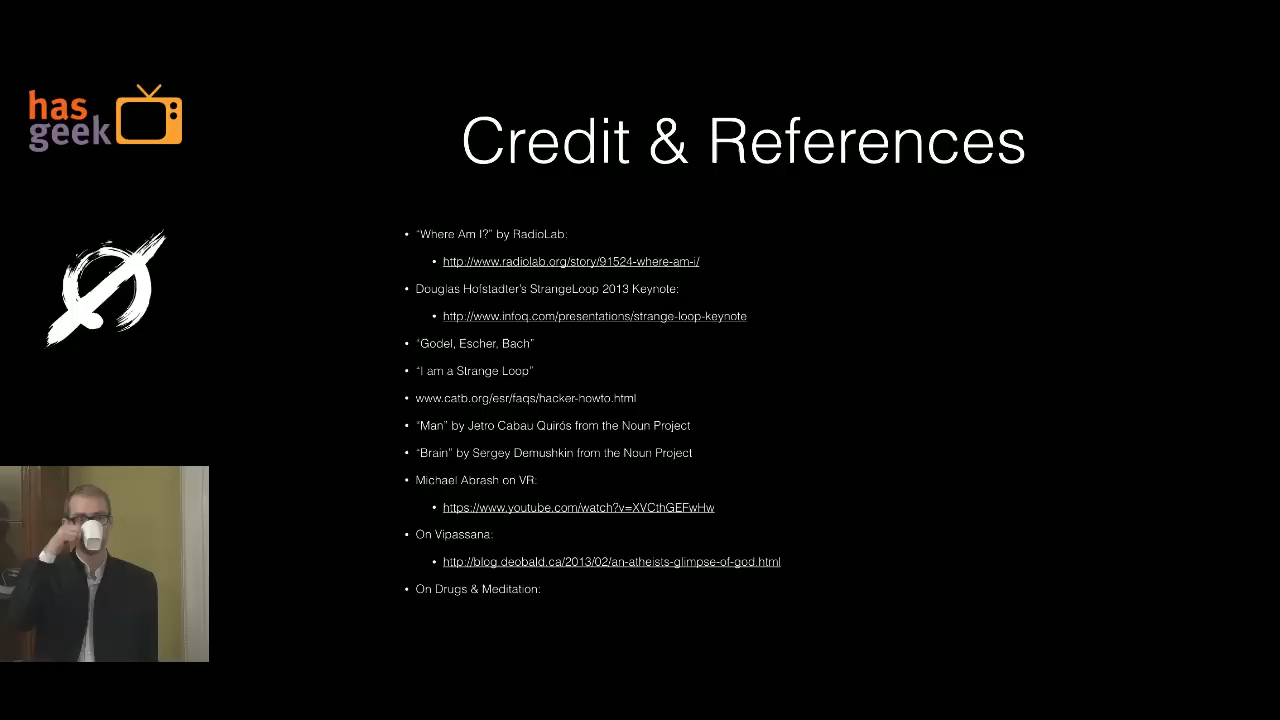 has
geek
Credit & References
• “Where Am I?” by RadioLab:
• http://www.radiolab.org/story/91524-where-am-i/
• Douglas Hofstadter’s StrangeLoop 2013 Keynote:
• http://www.infoq.com/presentations/strange-loop-keynote
• “Godel, Escher, Bach”
• “I am a Strange Loop”
• www.catb.org/esr/faqs/hacker-howto.html
• “Man” by Jetro Cabau Quirós from the Noun Project
• “Brain” by Sergey Demushkin from the Noun Project
• Michael Abrash on VR:
• https://www.youtube.com/watch?v=XVCthGEFwHw
• On Vipassana:
• http://blog.deobald.ca/2013/02/an-atheists-glimpse-of-god.html
• On Drugs & Meditation: